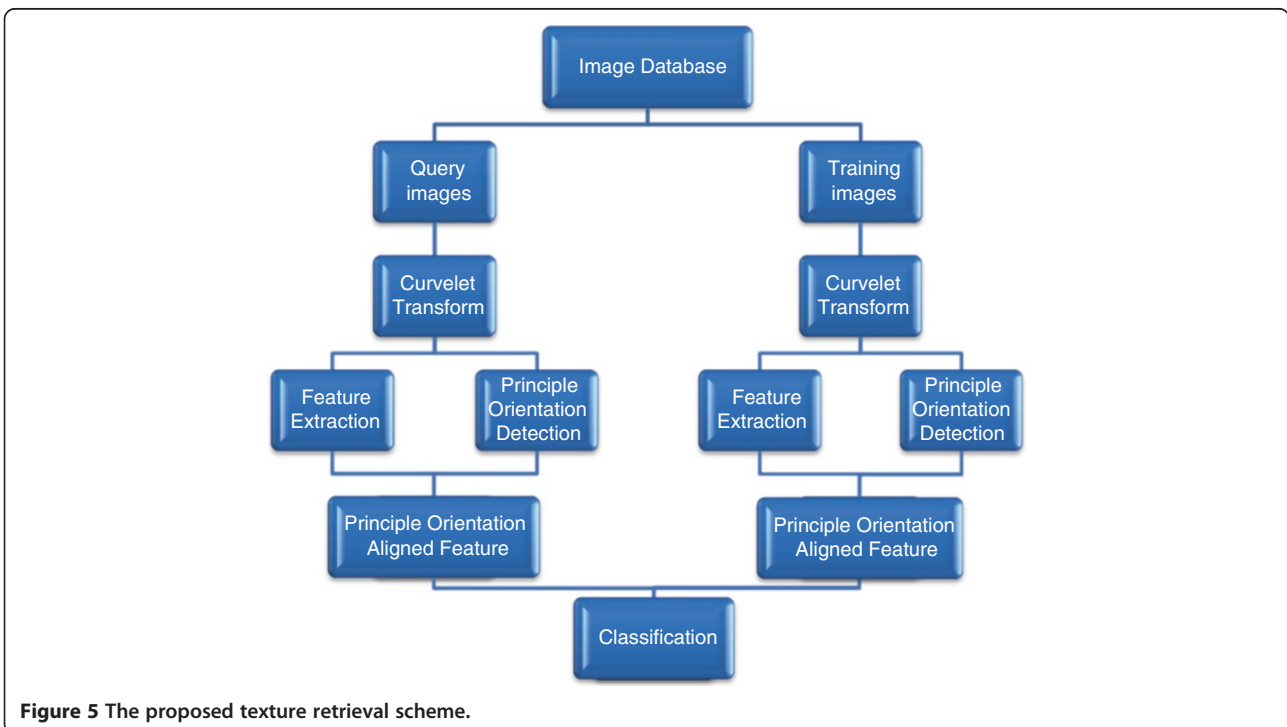 Image Database
Query
images
Training
images
Curvelet
Transform
Curvelet
Transform
Feature
Extraction
Principle
Orientation
Detection
Feature
Extraction
Principle
Orientation
Detection
Principle Orientation
Aligned Feature
Principle Orientation
Aligned Feature
Classification
Figure 5 The proposed texture retrieval scheme.